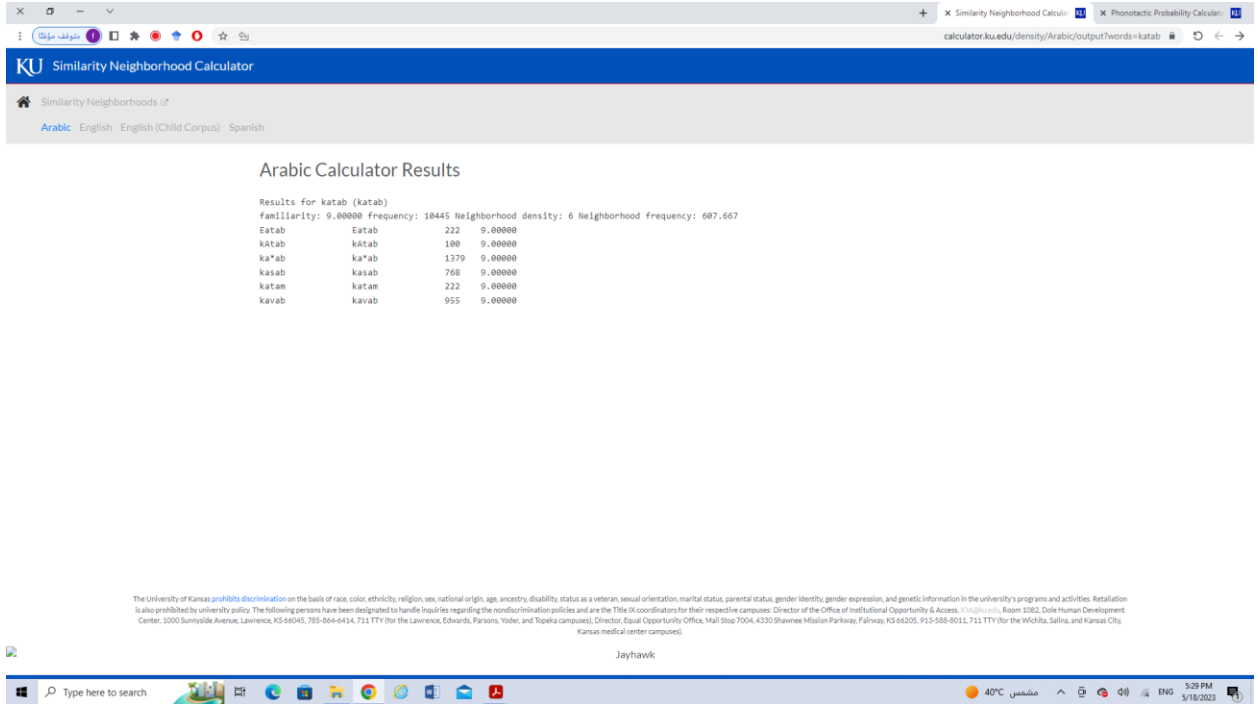 Similarity Neighborhood Calcula
Phonotactic Probability Calculato
متوقف مؤقتًا
calculator.ku.edu/density/Arabic/output?words=katab
KU Similarity Neighborhood Calculator
Similarity Neighborhoods
Arabic English English (Child Corpus) Spanish
Arabic Calculator Results
Results for katab (katab)
familiarity: 9.00000 frequency: 10445 Neighborhood density: 6 Neighborhood frequency: 607.667
Eatab Eatab 222 9.00000
kAtab kAtab 100 9.00000
ka*ab ka*ab 1379 9.00000
kasab kasab 768 9.00000
katam katam 222 9.00000
kavab kavab 955 9.00000
The University of Kansas prohibits discrimination on the basis of race, color, ethnicity, religion, sex, national origin, age, ancestry, disability, status as a veteran, sexual orientation, marital status, parental status, gender identity, gender expression, and genetic information in the university's programs and activities. Retaliation
is also prohibited by university policy. The following persons have been designated to handle inquiries regarding the nondiscrimination policies and are the Title IX coordinators for their respective campuses: Director of the Office of Institutional Opportunity & Access, IOA@ku.edu, Room 1082, Dole Human Development
Center, 1000 Sunnyside Avenue, Lawrence, KS 66045, 785-864-6414, 711 TTY (for the Lawrence, Edwards, Parsons, Yoder, and Topeka campuses); Director, Equal Opportunity Office, Mail Stop 7004, 4330 Shawnee Mission Parkway, Fairway, KS 66205, 913-588-8011, 711 TTY (for the Wichita, Salina, and Kansas City,
Kansas medical center campuses).
Jayhawk
Type here to search
40°C مشمس
ENG
5:29 PM
5/18/2023